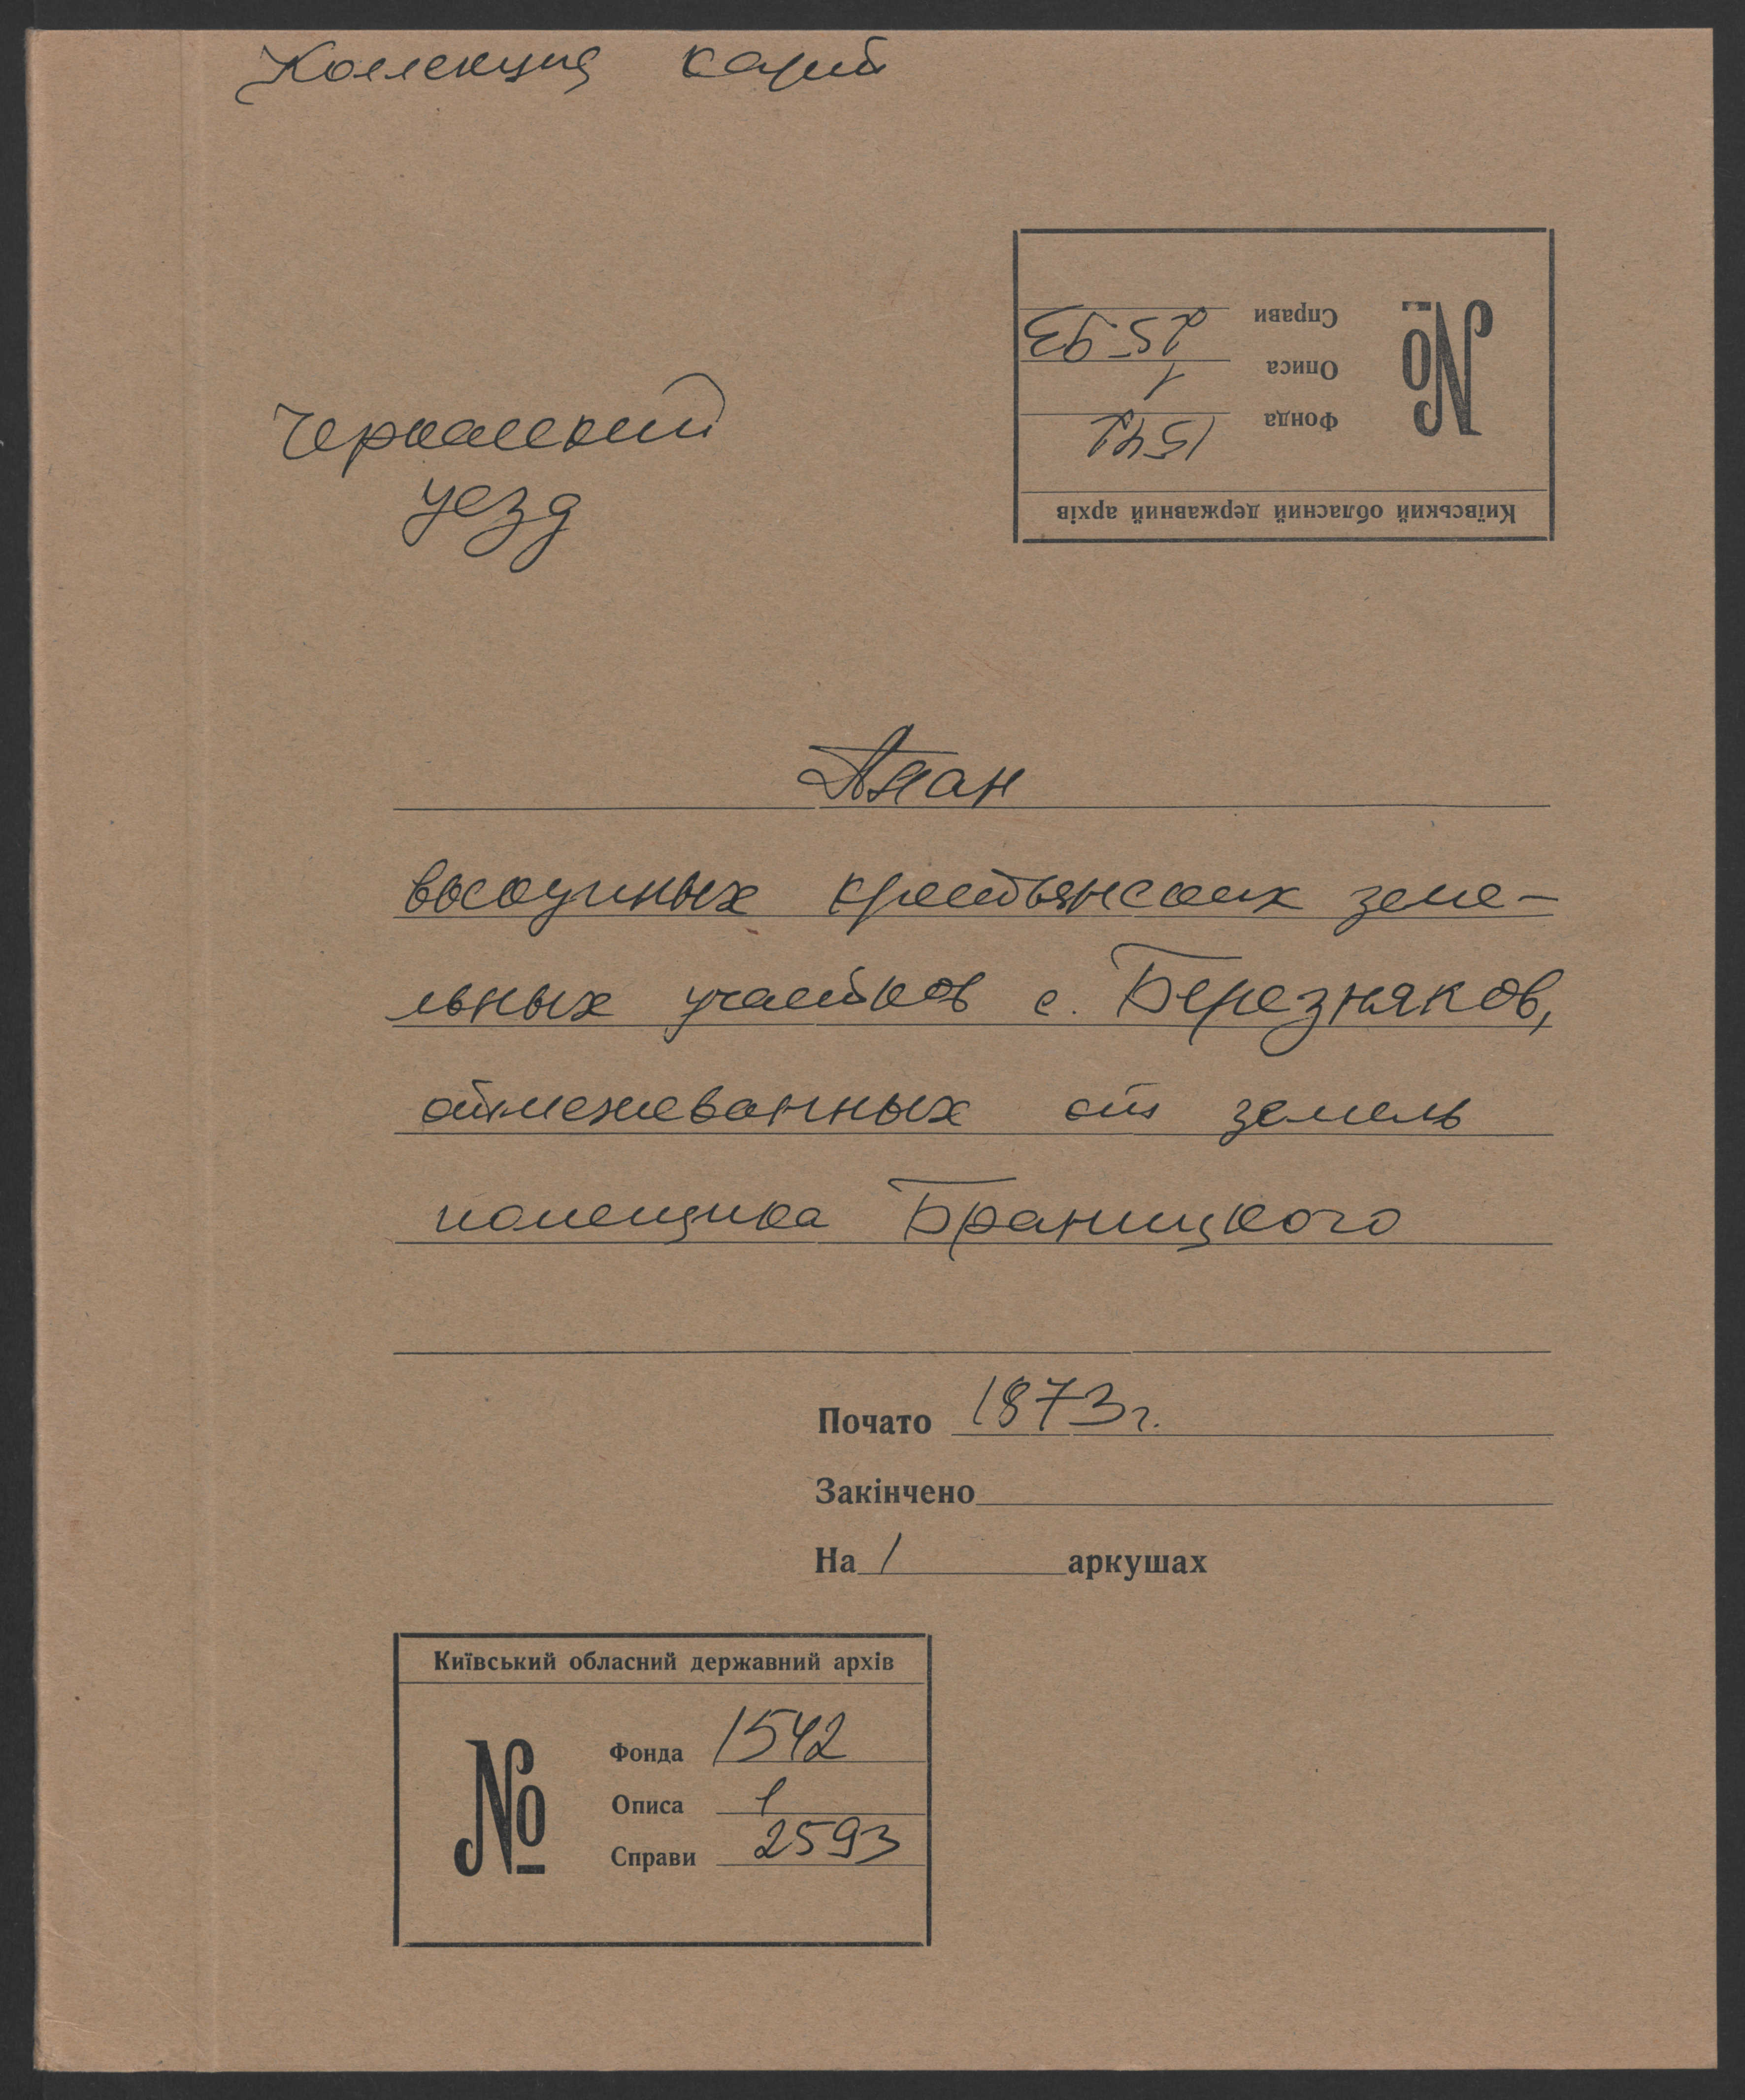 Коллекция карт
Справи 2593
Описа 1
Фонда 1542
№
Київський обласний державний архів
Черкасский
уезд
План
выкупных крестьянских земе-
льных участков с. Березняков,
отмежеванных от земель
помещика Браницкого
Почато 1873 г.
Закінчено
На 1 аркушах
Київський обласний державний архів
№
Фонда 1542
Описа 1
Справи 2593